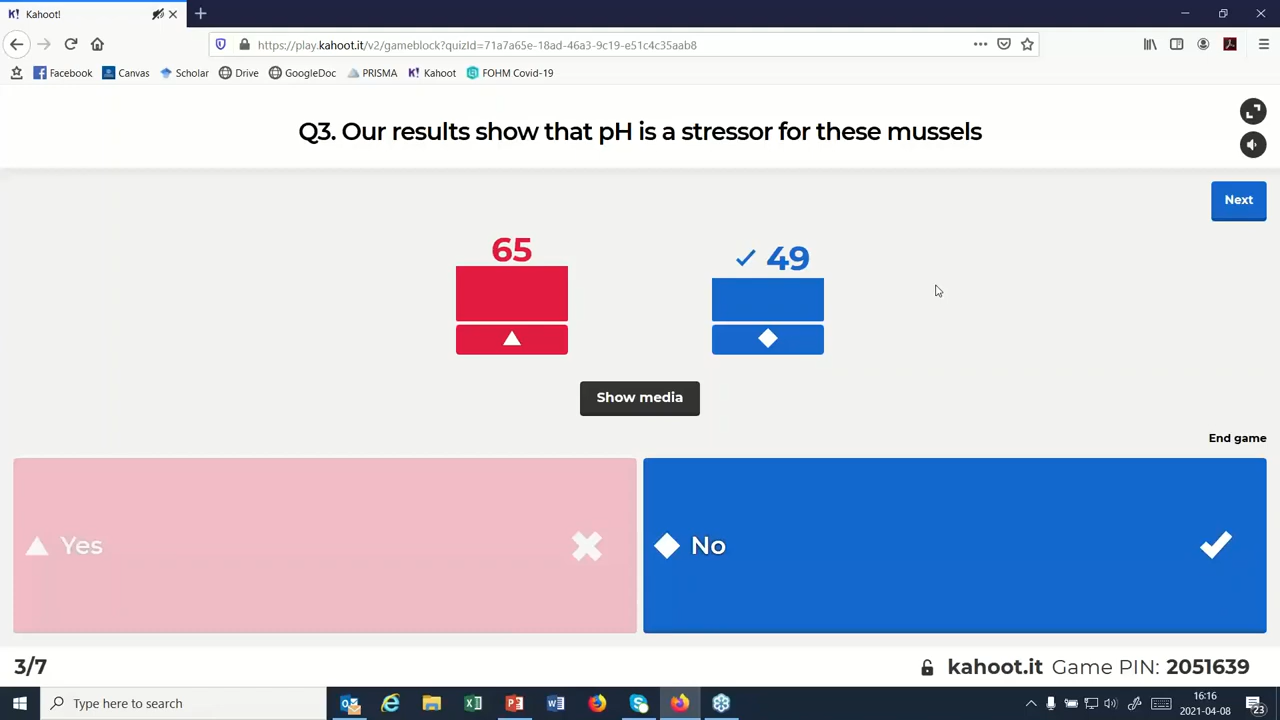 Kahoot!
https://play.kahoot.it/v2/gameblock?quizId=71a7a65e-18ad-46a3-9c19-e51c4c35aab8
Facebook Canvas Scholar Drive GoogleDoc PRISMA Kahoot FOHM Covid-19
Q3. Our results show that pH is a stressor for these mussels
Next
65
49
Show media
End game
Yes
No
3/7
kahoot.it Game PIN: 2051639
Type here to search
16:16
2021-04-08
23